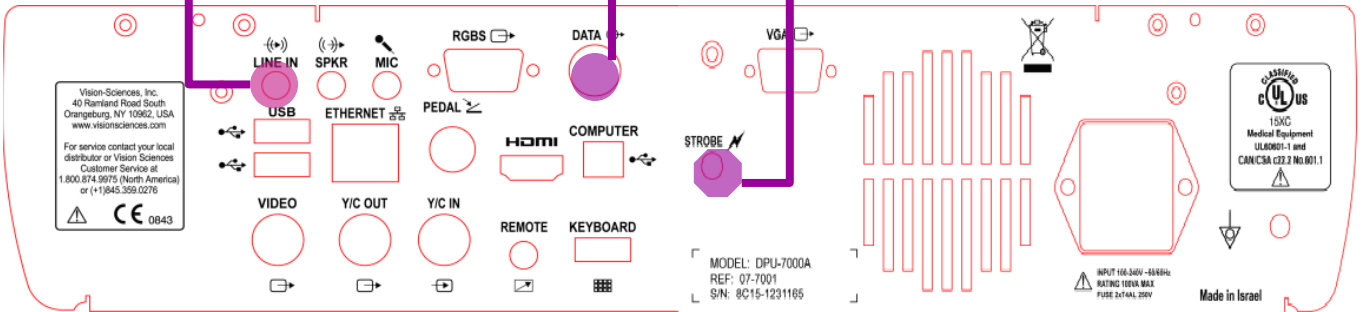 RGBS
DATA
VGA
LINE IN
SPKR
MIC
Vision-Sciences, Inc.
40 Ramland Road South
Orangeburg, NY 10962, USA
www.visionsciences.com
For service contact your local
distributor or Vision Sciences
Customer Service at
1.800.874.9975 (North America)
or (+1)845.359.0276
CE 0843
USB
ETHERNET
PEDAL
HDMI
COMPUTER
STROBE
CLASSIFIED
C UL US
15XC
Medical Equipment
UL60601-1 and
CAN/CSA c22.2 No.601.1
VIDEO
Y/C OUT
Y/C IN
REMOTE
KEYBOARD
MODEL: DPU-7000A
REF: 07-7001
S/N: 8C15-1231165
INPUT 100-240V ~50/60Hz
RATING 100VA MAX
FUSE 2xT4AL 250V
Made in Israel